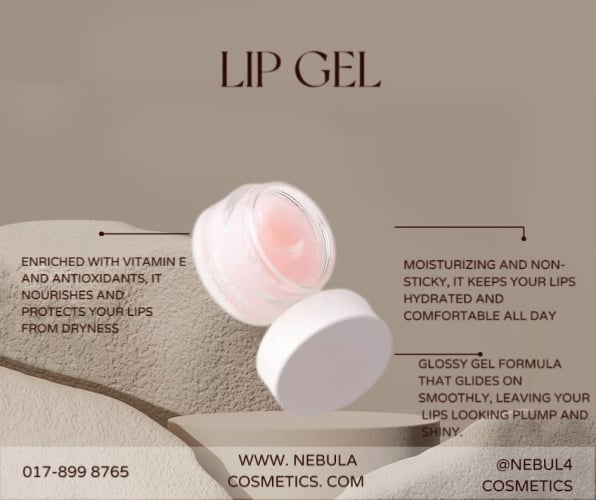 LIP GEL
ENRICHED WITH VITAMIN E
AND ANTIOXIDANTS, IT
NOURISHES AND
PROTECTS YOUR LIPS
FROM DRYNESS
MOISTURIZING AND NON-
STICKY, IT KEEPS YOUR LIPS
HYDRATED AND
COMFORTABLE ALL DAY
GLOSSY GEL FORMULA
THAT GLIDES ON
SMOOTHLY, LEAVING YOUR
LIPS LOOKING PLUMP AND
SHINY.
017-899 8765
WWW. NEBULA
COSMETICS. COM
@NEBUL4
COSMETICS